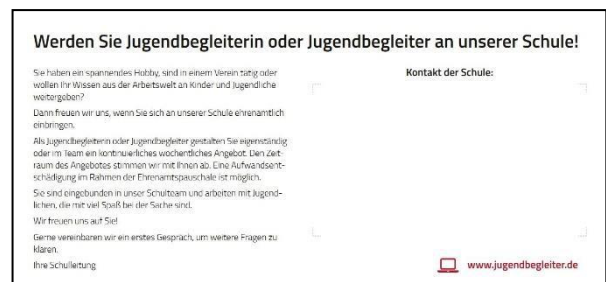 Werden Sie Jugendbegleiterin oder Jugendbegleiter an unserer Schule!
Sie haben ein spannendes Hobby, sind in einem Verein tätig oder
wollen Ihr Wissen aus der Arbeitswelt an Kinder und Jugendliche
weitergeben?
Dann freuen wir uns, wenn Sie sich an unserer Schule ehrenamtlich
einbringen.
Als Jugendbegleiterin oder Jugendbegleiter gestalten Sie eigenständig
oder im Team ein kontinuierliches wöchentliches Angebot. Den Zeit-
raum des Angebotes stimmen wir mit Ihnen ab. Eine Aufwandsent-
schädigung im Rahmen der Ehrenamtspauschale ist möglich.
Sie sind eingebunden in unser Schulteam und arbeiten mit Jugend-
lichen, die mit viel Spaß bei der Sache sind.
Wir freuen uns auf Sie!
Gerne vereinbaren wir ein erstes Gespräch, um weitere Fragen zu
klären.
Ihre Schulleitung
Kontakt der Schule:
www.jugendbegleiter.de